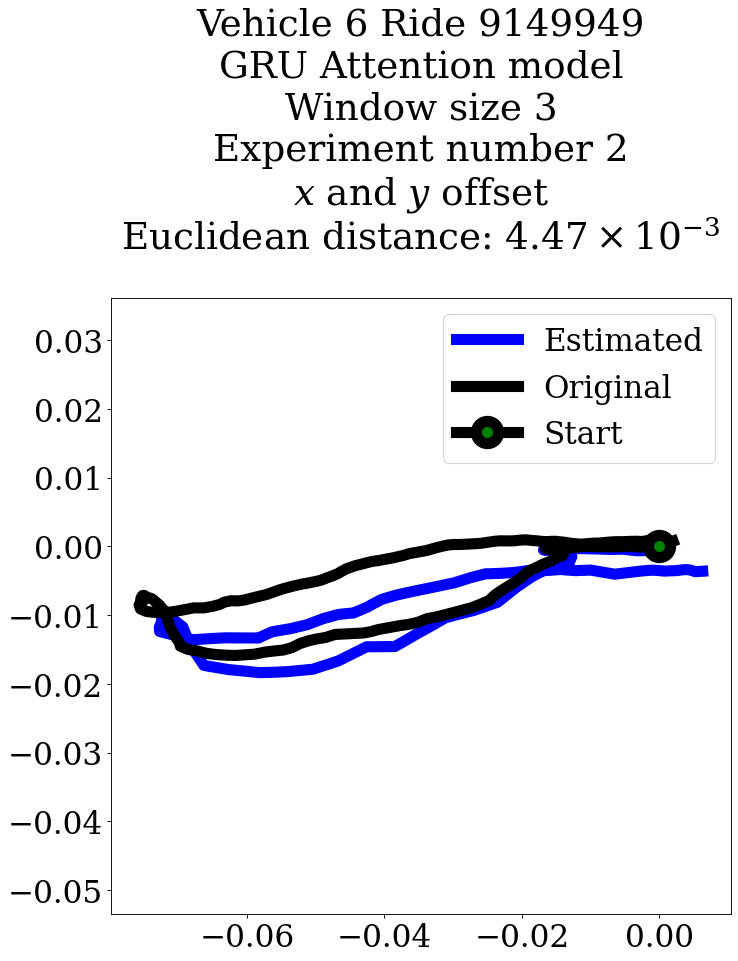 Vehicle 6 Ride 9149949
GRU Attention model
Window size 3
Experiment number 2
x and y offset
Euclidean distance: 4.47 × 10⁻³
Estimated
Original
Start
0.03
0.02
0.01
0.00
−0.01
−0.02
−0.03
−0.04
−0.05
−0.06 −0.04 −0.02 0.00